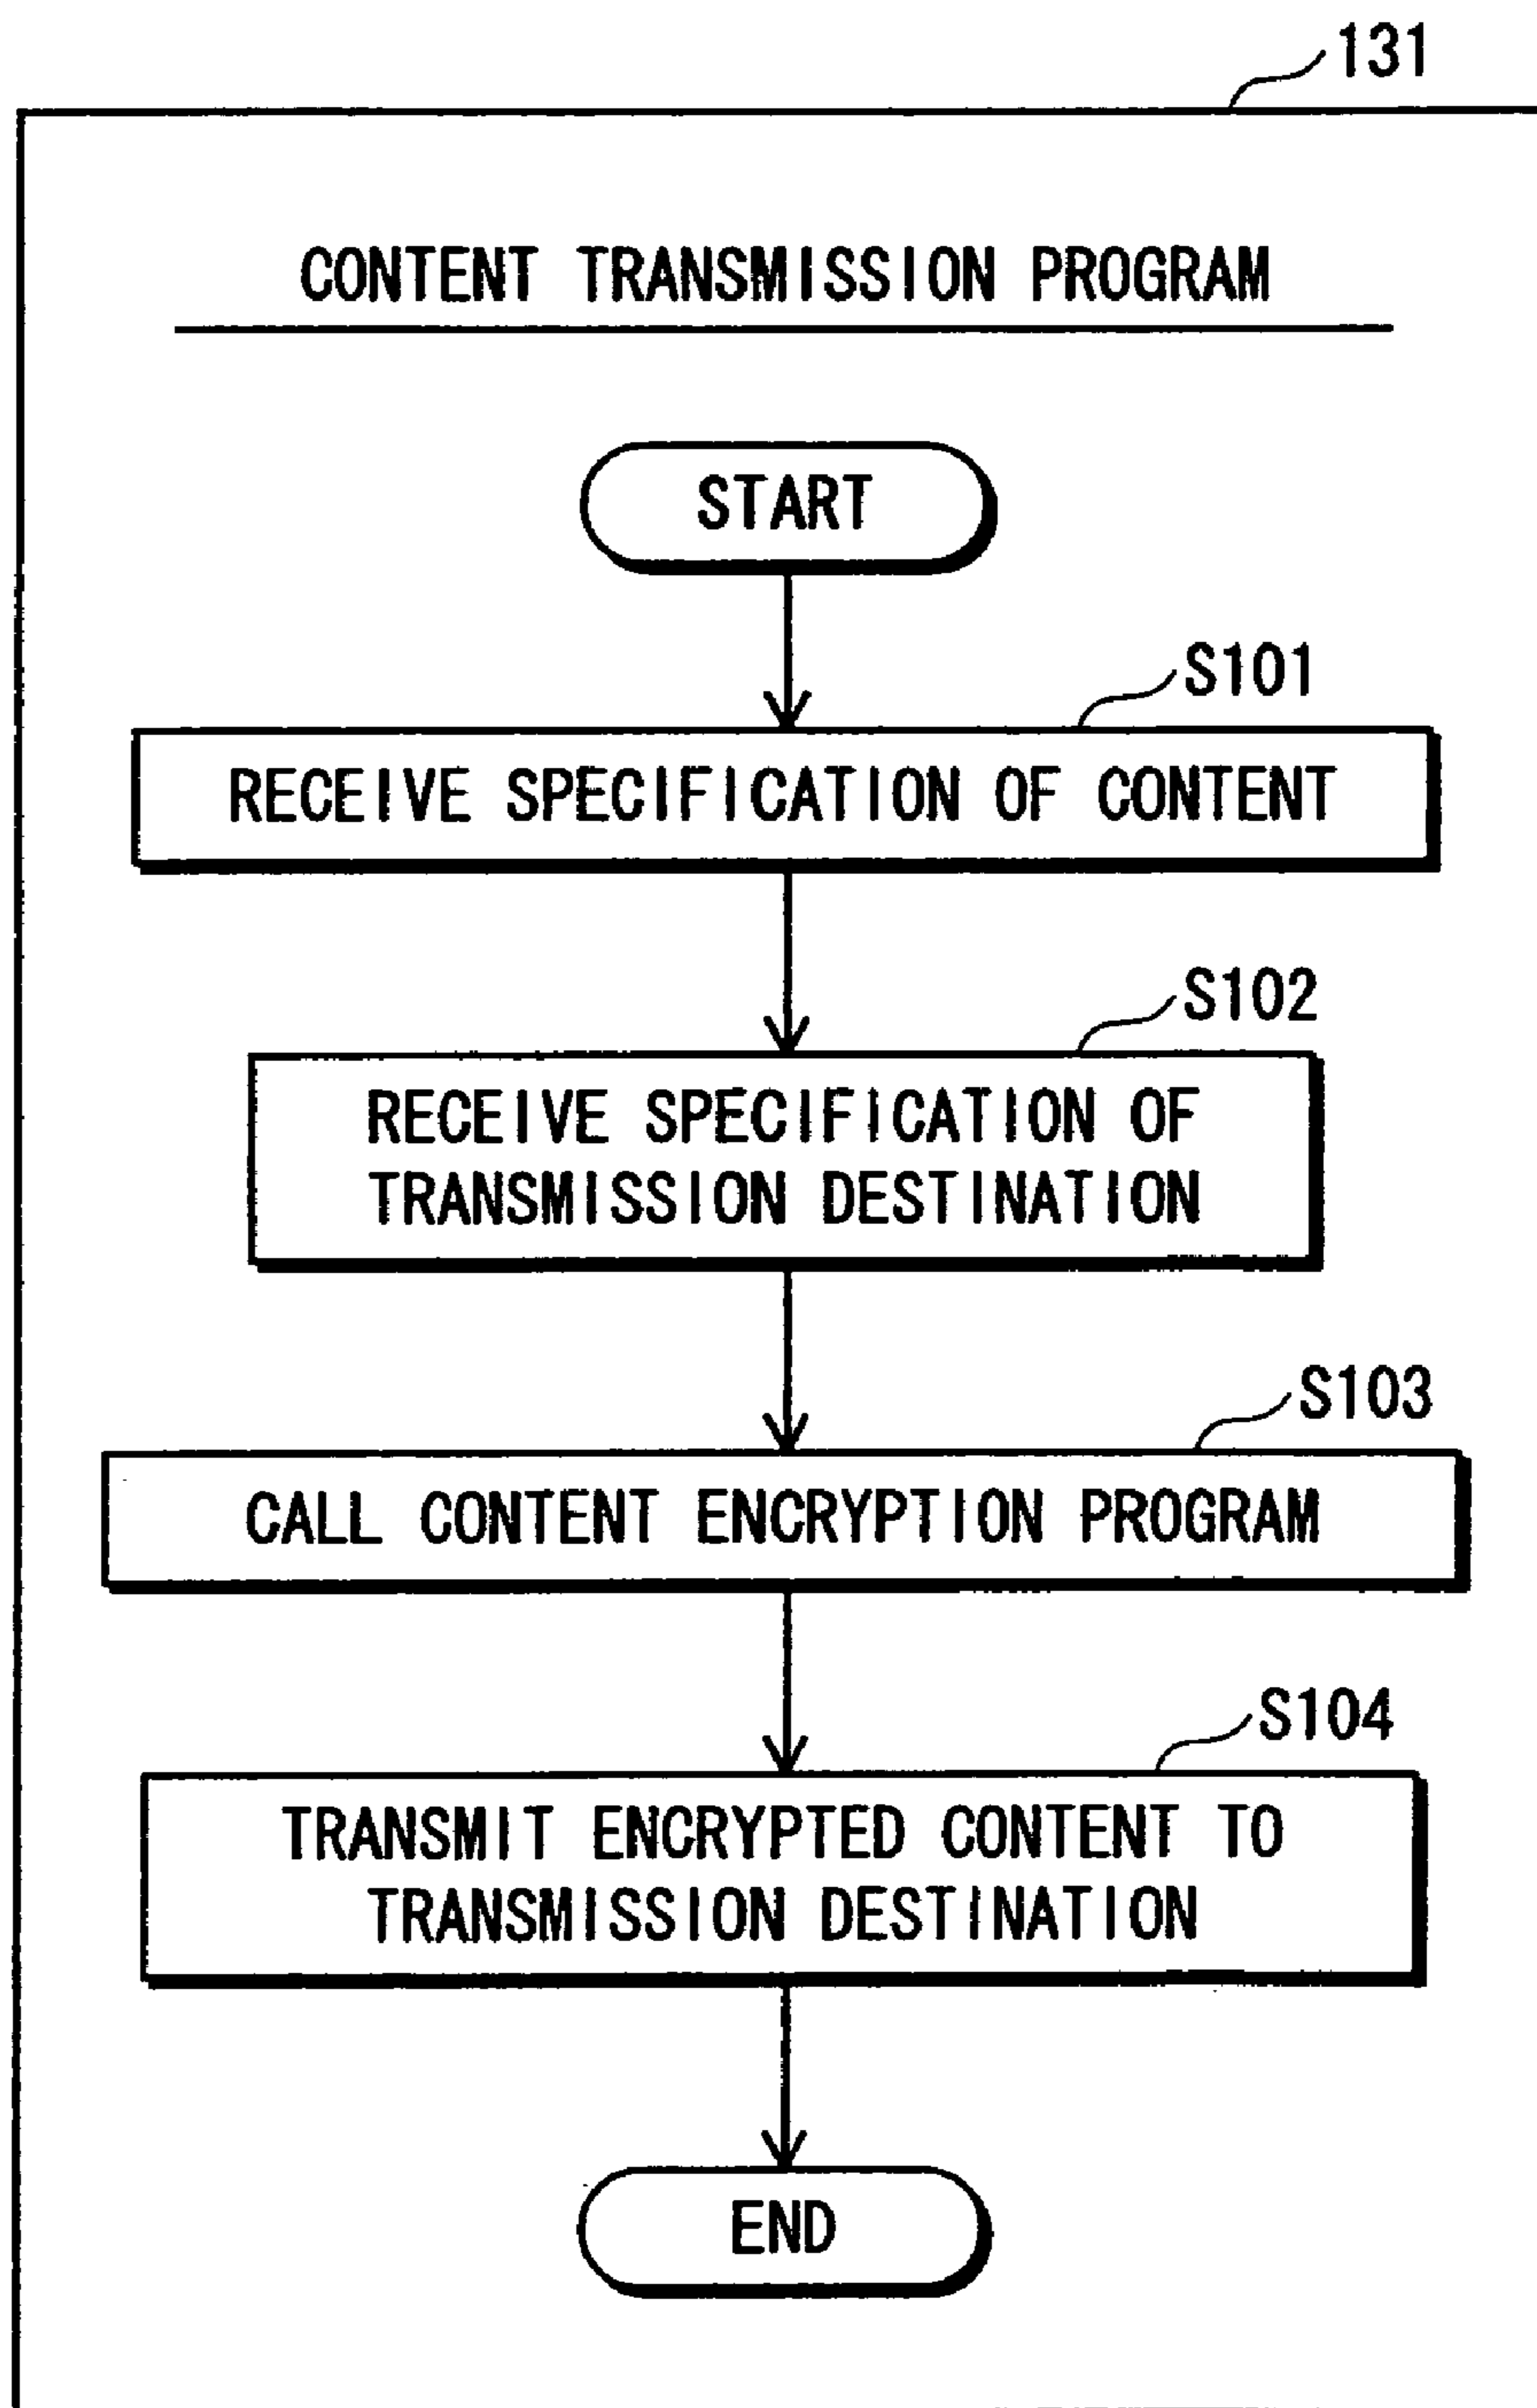 131
CONTENT TRANSMISSION PROGRAM
START
S101
RECEIVE SPECIFICATION OF CONTENT
S102
RECEIVE SPECIFICATION OF
TRANSMISSION DESTINATION
S103
CALL CONTENT ENCRYPTION PROGRAM
S104
TRANSMIT ENCRYPTED CONTENT TO
TRANSMISSION DESTINATION
END